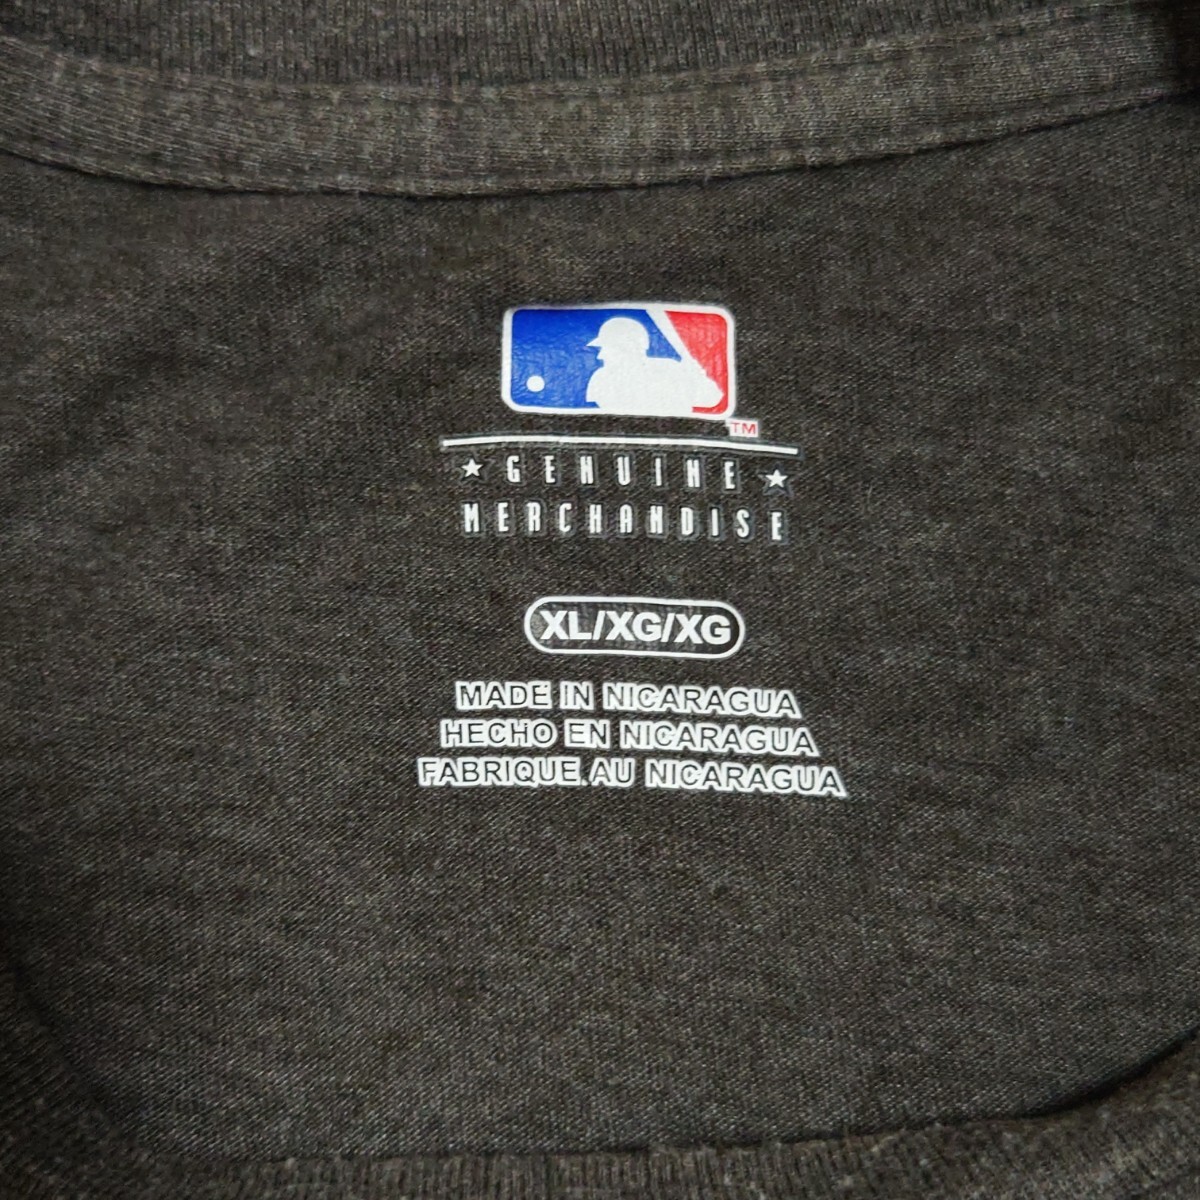 TM
★ GENUINE ★
MERCHANDISE
XL/XG/XG
MADE IN NICARAGUA
HECHO EN NICARAGUA
FABRIQUE AU NICARAGUA